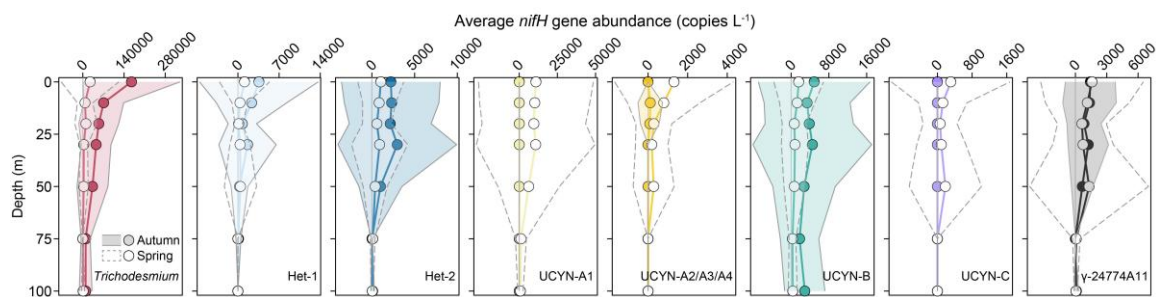 Average nifH gene abundance (copies L⁻¹)
0 140000 280000
0 7000 14000
0 5000 10000
0 25000 50000
0 2000 4000
0 800 1600
0 800 1600
0 3000 6000
Depth (m)
0
25
50
75
100
Autumn
Spring
Trichodesmium
Het-1
Het-2
UCYN-A1
UCYN-A2/A3/A4
UCYN-B
UCYN-C
γ-24774A11